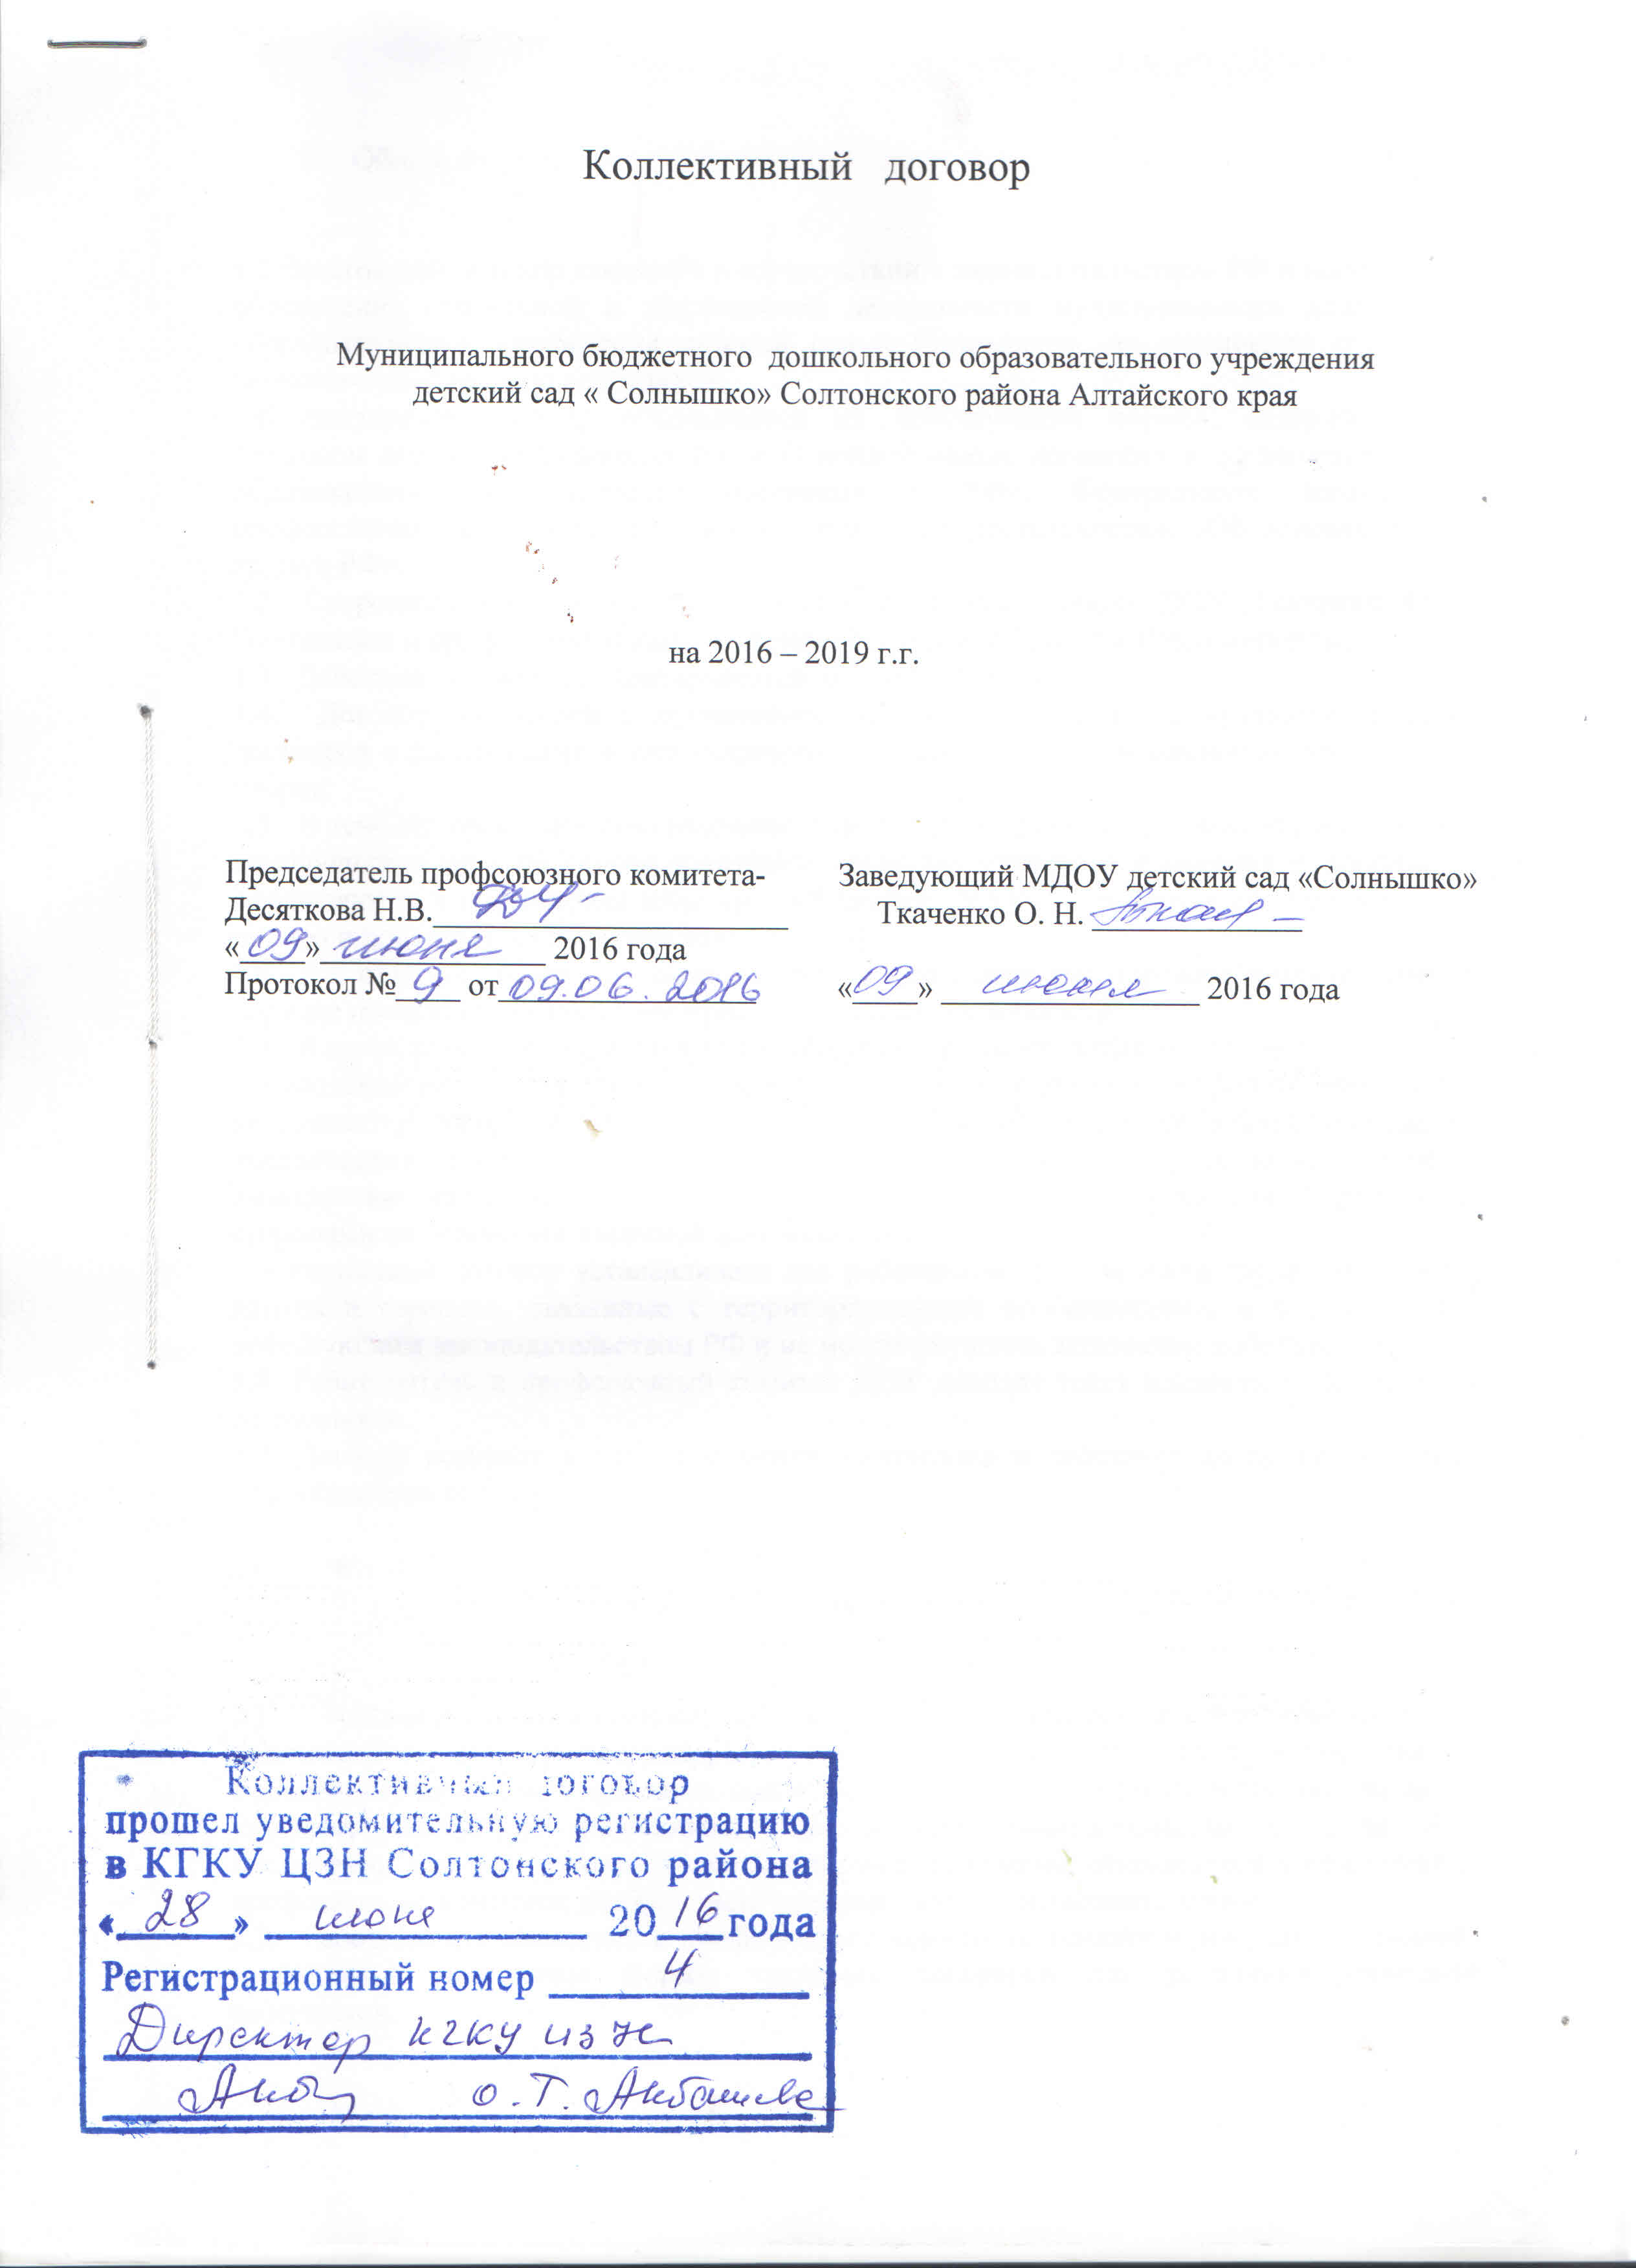 Коллективный договор
Муниципального бюджетного дошкольного образовательного учреждения
детский сад « Солнышко» Солтонского района Алтайского края
на 2016 – 2019 г.г.
Председатель профсоюзного комитета-
Десяткова Н.В.
«09» июня 2016 года
Протокол № 9 от 09.06.2016
Заведующий МДОУ детский сад «Солнышко»
Ткаченко О. Н.
«09» июня 2016 года
Коллективный договор
прошел уведомительную регистрацию
в КГКУ ЦЗН Солтонского района
«28» июня 2016 года
Регистрационный номер 4
Директор КГКУ ЦЗН
О.Т. Акбашева